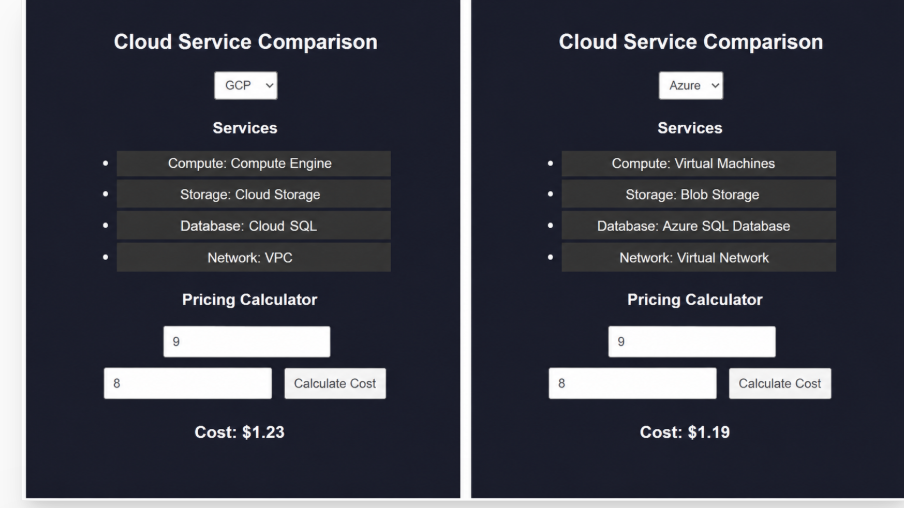 Cloud Service Comparison
GCP
Services
Compute: Compute Engine
Storage: Cloud Storage
Database: Cloud SQL
Network: VPC
Pricing Calculator
9
8
Calculate Cost
Cost: $1.23
Cloud Service Comparison
Azure
Services
Compute: Virtual Machines
Storage: Blob Storage
Database: Azure SQL Database
Network: Virtual Network
Pricing Calculator
9
8
Calculate Cost
Cost: $1.19